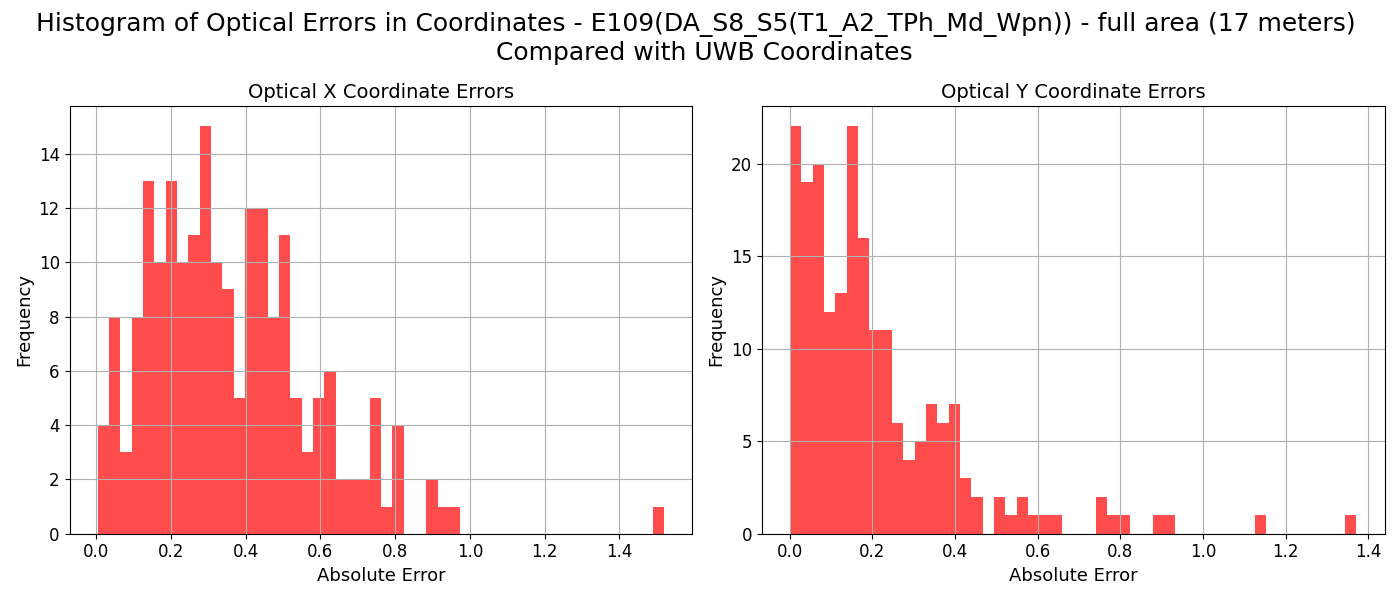 Histogram of Optical Errors in Coordinates - E109(DA_S8_S5(T1_A2_TPh_Md_Wpn)) - full area (17 meters)
Compared with UWB Coordinates
Optical X Coordinate Errors
Frequency
14
12
10
8
6
4
2
0
0.0 0.2 0.4 0.6 0.8 1.0 1.2 1.4
Absolute Error
Optical Y Coordinate Errors
Frequency
20
15
10
5
0
0.0 0.2 0.4 0.6 0.8 1.0 1.2 1.4
Absolute Error